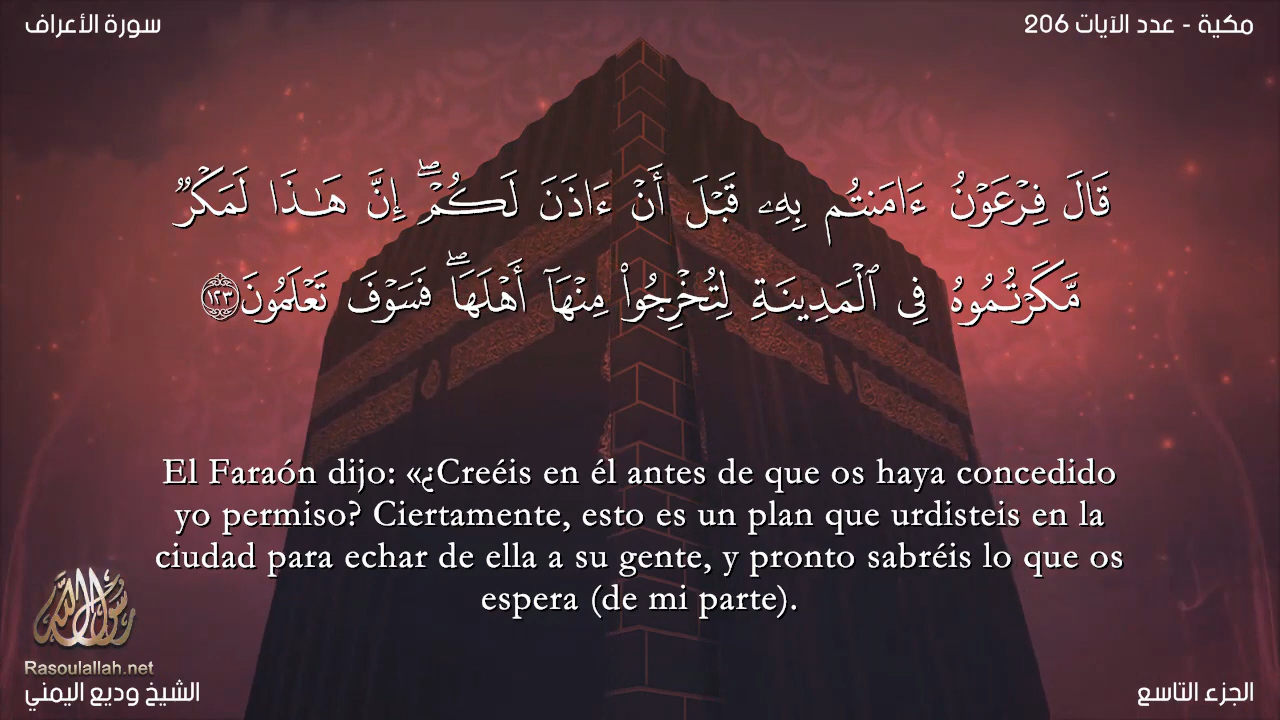 سورة الأعراف
مكية - عدد الآيات 206
قَالَ فِرْعَوْنُ ءَامَنتُم بِهِۦ قَبْلَ أَنْ ءَاذَنَ لَكُمْ ۖ إِنَّ هَـٰذَا لَمَكْرٌ
مَّكَرْتُمُوهُ فِى ٱلْمَدِينَةِ لِتُخْرِجُوا۟ مِنْهَآ أَهْلَهَا ۖ فَسَوْفَ تَعْلَمُونَ ١٢٣
El Faraón dijo: «¿Creéis en él antes de que os haya concedido
yo permiso? Ciertamente, esto es un plan que urdisteis en la
ciudad para echar de ella a su gente, y pronto sabréis lo que os
espera (de mi parte).
رسول الله
Rasoulallah.net
الشيخ وديع اليمني
الجزء التاسع